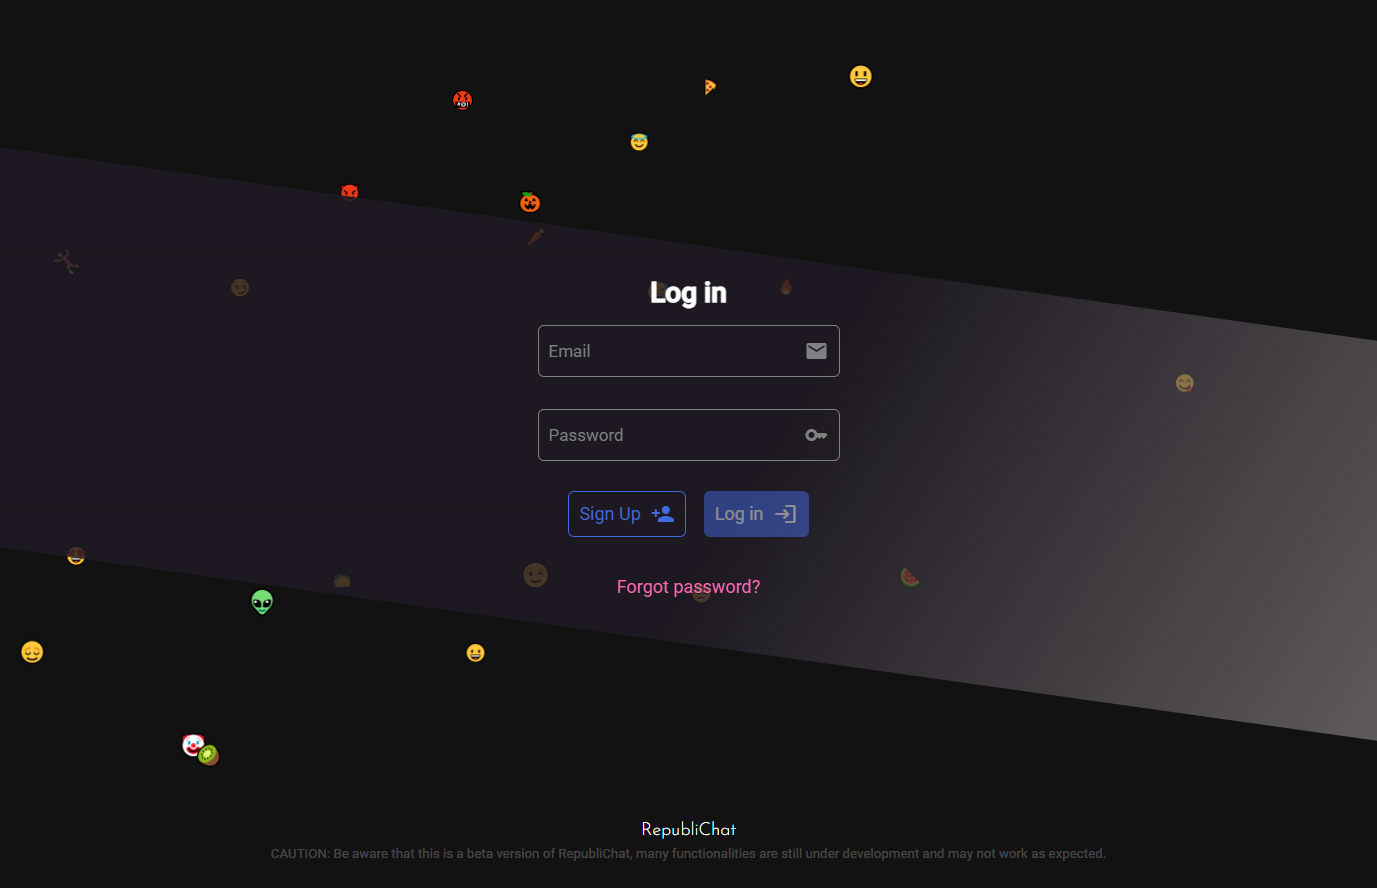 Log in
Email
Password
Sign Up
Log in
Forgot password?
RepubliChat
CAUTION: Be aware that this is a beta version of RepubliChat, many functionalities are still under development and may not work as expected.